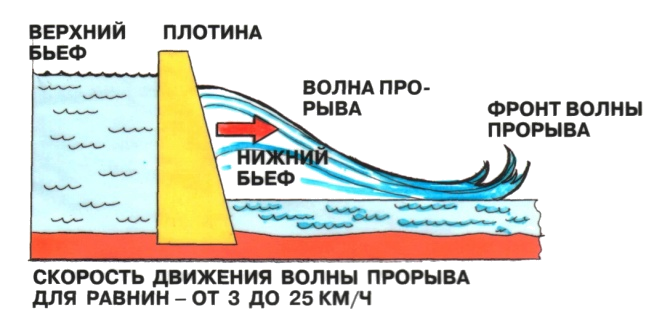 ВЕРХНИЙ
БЬЕФ
ПЛОТИНА
ВОЛНА ПРО-
РЫВА
ФРОНТ ВОЛНЫ
ПРОРЫВА
НИЖНИЙ
БЬЕФ
СКОРОСТЬ ДВИЖЕНИЯ ВОЛНЫ ПРОРЫВА
ДЛЯ РАВНИН – ОТ 3 ДО 25 КМ/Ч